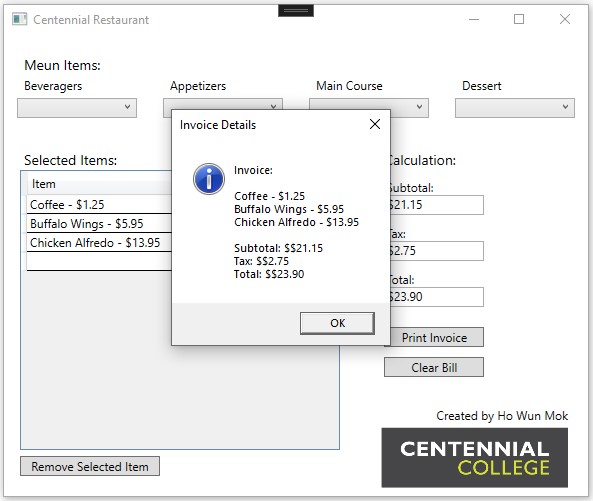 Centennial Restaurant
Meun Items:
Beveragers
Appetizers
Main Course
Dessert
Selected Items:
Item
Coffee - $1.25
Buffalo Wings - $5.95
Chicken Alfredo - $13.95
Invoice Details
Invoice:
Coffee - $1.25
Buffalo Wings - $5.95
Chicken Alfredo - $13.95
Subtotal: $$21.15
Tax: $$2.75
Total: $$23.90
OK
Calculation:
Subtotal:
$21.15
Tax:
$2.75
Total:
$23.90
Print Invoice
Clear Bill
Created by Ho Wun Mok
CENTENNIAL
COLLEGE
Remove Selected Item